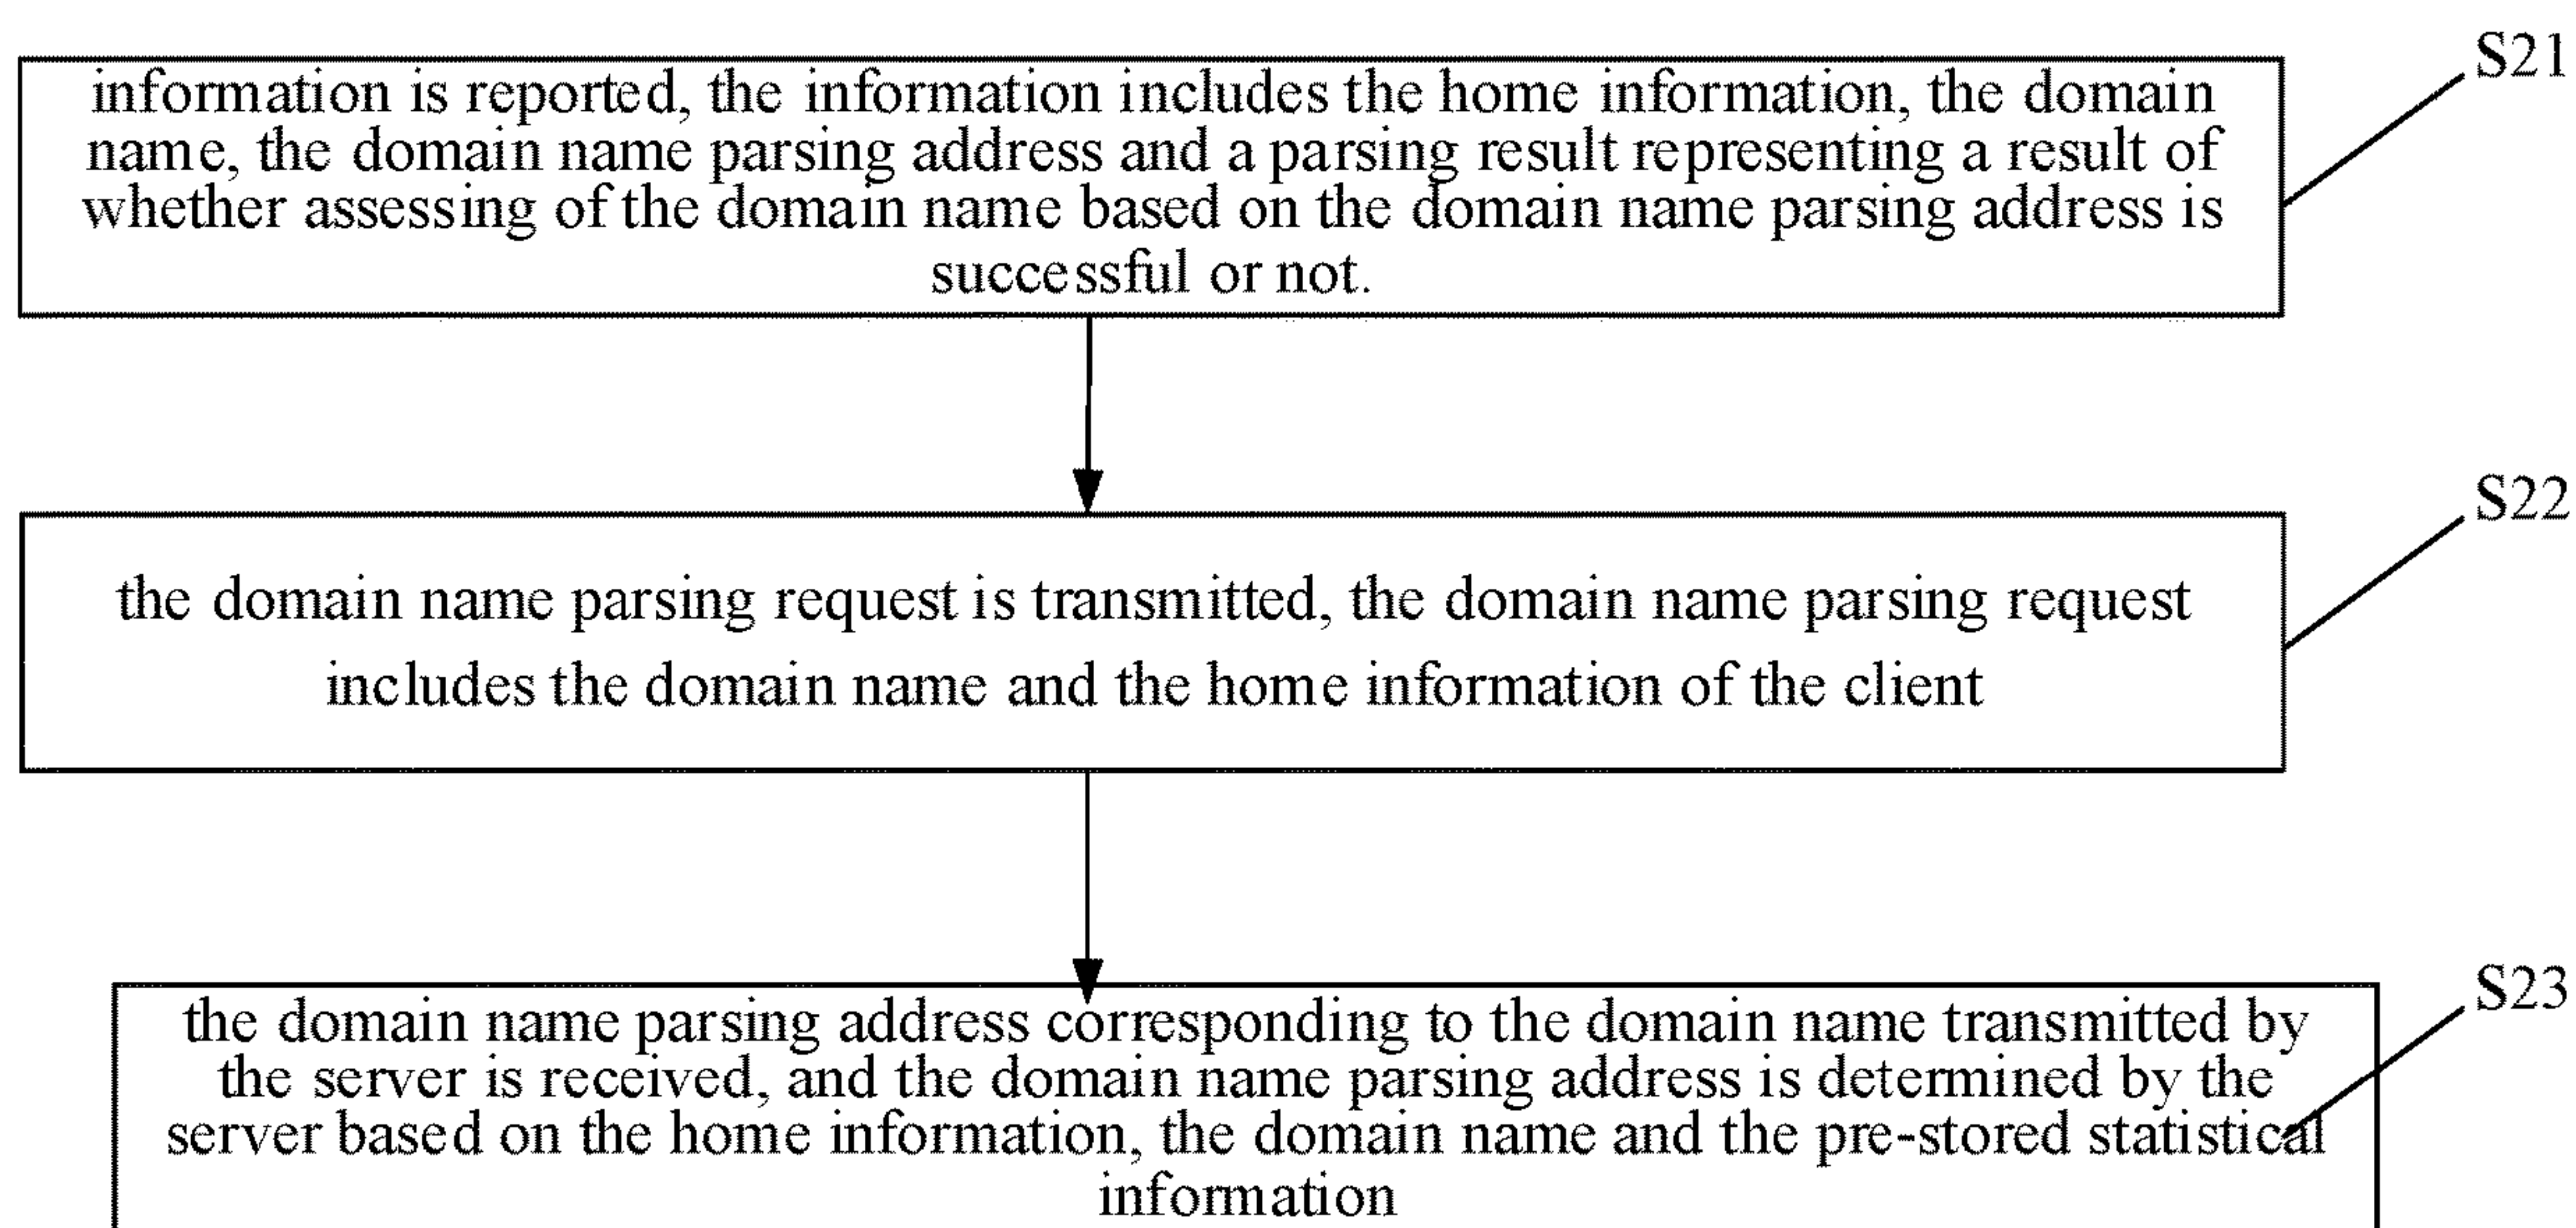 S21
information is reported, the information includes the home information, the domain
name, the domain name parsing address and a parsing result representing a result of
whether assessing of the domain name based on the domain name parsing address is
successful or not.
S22
the domain name parsing request is transmitted, the domain name parsing request
includes the domain name and the home information of the client
S23
the domain name parsing address corresponding to the domain name transmitted by
the server is received, and the domain name parsing address is determined by the
server based on the home information, the domain name and the pre-stored statistical
information